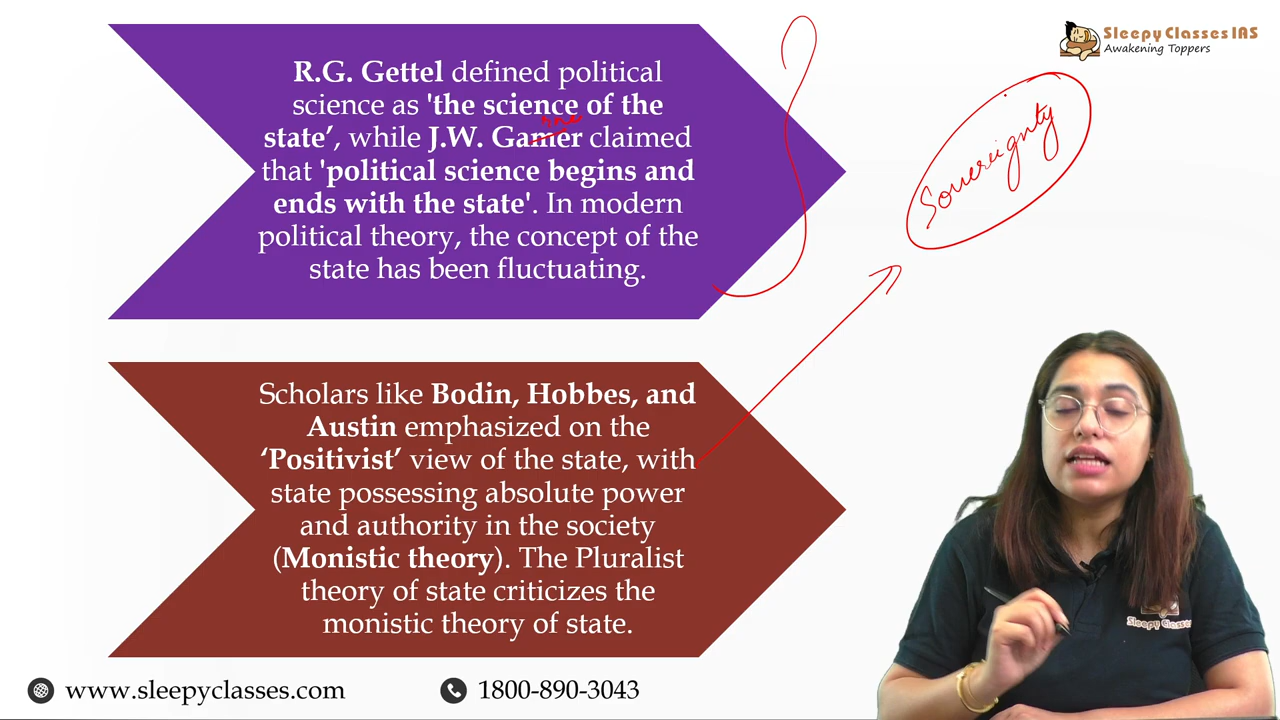 Sleepy Classes IAS
Awakening Toppers
R.G. Gettel defined political
science as 'the science of the
state’, while J.W. Gamer claimed
that 'political science begins and
ends with the state'. In modern
political theory, the concept of the
state has been fluctuating.
Sovereignty
Scholars like Bodin, Hobbes, and
Austin emphasized on the
‘Positivist’ view of the state, with
state possessing absolute power
and authority in the society
(Monistic theory). The Pluralist
theory of state criticizes the
monistic theory of state.
Sleepy Classes
www.sleepyclasses.com
1800-890-3043